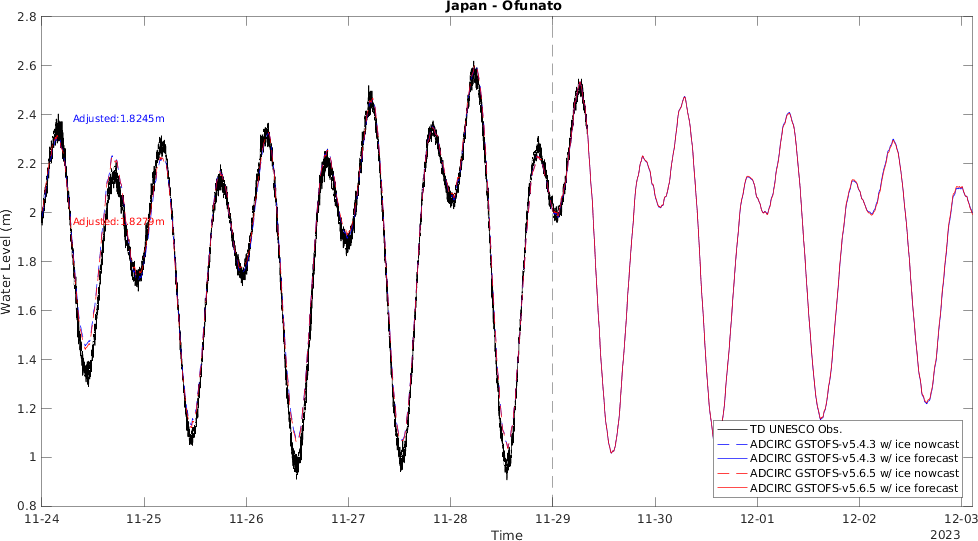 Japan - Ofunato
2.8
2.6
2.4
2.2
2
1.8
1.6
1.4
1.2
1
0.8
Water Level (m)
Adjusted:1.8245m
Adjusted:1.8279m
TD UNESCO Obs.
ADCIRC GSTOFS-v5.4.3 w/ ice nowcast
ADCIRC GSTOFS-v5.4.3 w/ ice forecast
ADCIRC GSTOFS-v5.6.5 w/ ice nowcast
ADCIRC GSTOFS-v5.6.5 w/ ice forecast
11-24 11-25 11-26 11-27 11-28 11-29 11-30 12-01 12-02 12-03
Time
2023